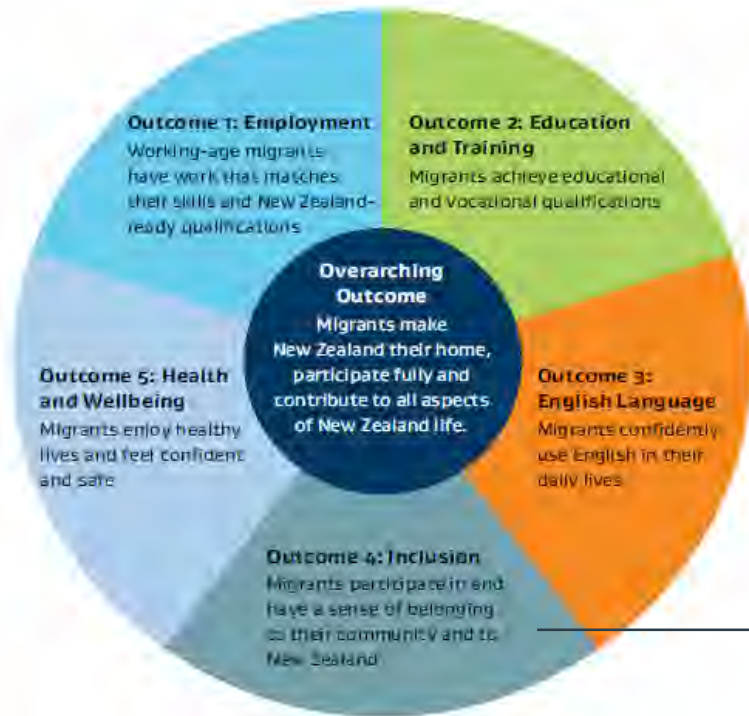 Outcome 1: Employment
Working-age migrants
have work that matches
their skills and New Zealand-
ready qualifications
Outcome 2: Education
and Training
Migrants achieve educational
and vocational qualifications
Overarching
Outcome
Migrants make
New Zealand their home,
participate fully and
contribute to all aspects
of New Zealand life.
Outcome 3:
English Language
Migrants confidently
use English in their
daily lives
Outcome 4: Inclusion
Migrants participate in and
have a sense of belonging
to their community and to
New Zealand
Outcome 5: Health
and Wellbeing
Migrants enjoy healthy
lives and feel confident
and safe